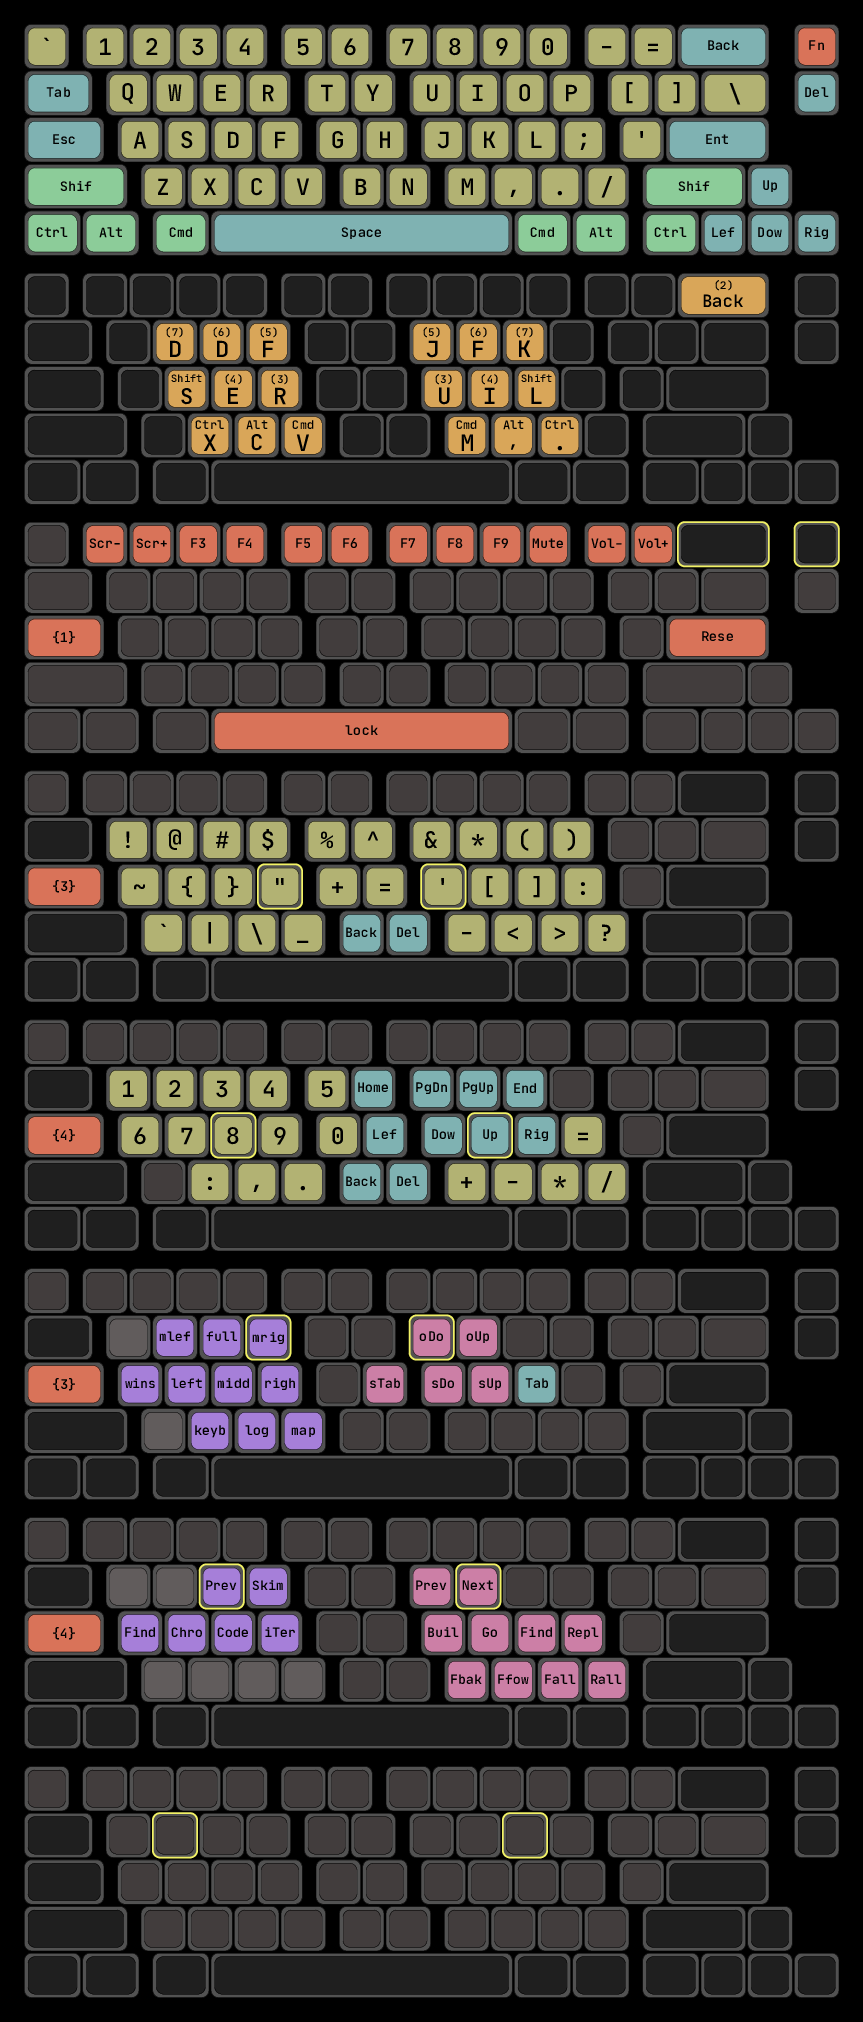 ` 1 2 3 4 5 6 7 8 9 0 - = Back Fn
Tab Q W E R T Y U I O P [ ] \ Del
Esc A S D F G H J K L ; ' Ent
Shif Z X C V B N M , . / Shif Up
Ctrl Alt Cmd Space Cmd Alt Ctrl Lef Dow Rig
(2)
Back
(7) (6) (5) (5) (6) (7)
D D F J F K
Shift (4) (3) (3) (4) Shift
S E R U I L
Ctrl Alt Cmd Cmd Alt Ctrl
X C V M , .
Scr- Scr+ F3 F4 F5 F6 F7 F8 F9 Mute Vol- Vol+
{1} Rese
lock
! @ # $ % ^ & * ( )
{3} ~ { } " + = ' [ ] :
` | \ _ Back Del - < > ?
1 2 3 4 5 Home PgDn PgUp End
{4} 6 7 8 9 0 Lef Dow Up Rig =
: , . Back Del + - * /
mlef full mrig oDo oUp
{3} wins left midd righ sTab sDo sUp Tab
keyb log map
Prev Skim Prev Next
{4} Find Chro Code iTer Buil Go Find Repl
Fbak Ffow Fall Rall